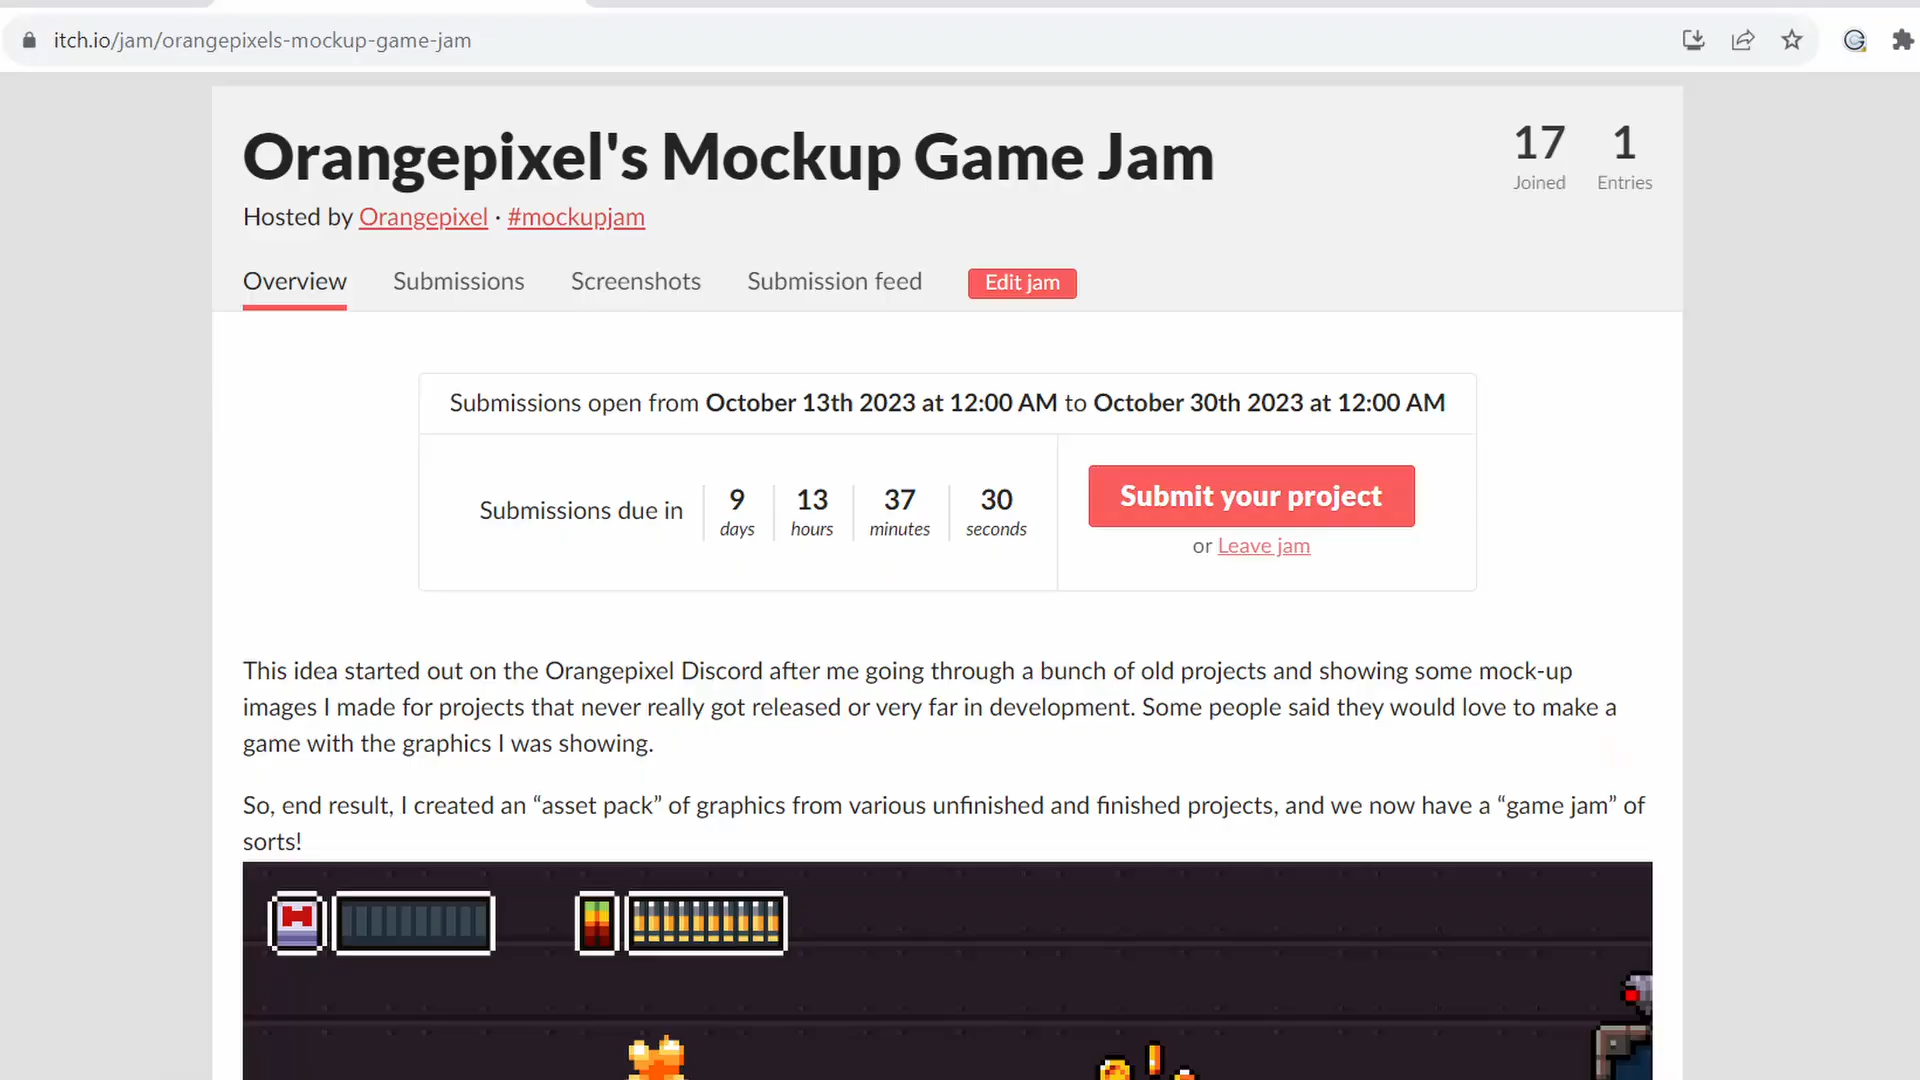 itch.io/jam/orangepixels-mockup-game-jam
Orangepixel's Mockup Game Jam
17 1
Joined Entries
Hosted by Orangepixel · #mockupjam
Overview Submissions Screenshots Submission feed Edit jam
Submissions open from October 13th 2023 at 12:00 AM to October 30th 2023 at 12:00 AM
Submissions due in 9 days 13 hours 37 minutes 30 seconds
Submit your project
or Leave jam
This idea started out on the Orangepixel Discord after me going through a bunch of old projects and showing some mock-up
images I made for projects that never really got released or very far in development. Some people said they would love to make a
game with the graphics I was showing.
So, end result, I created an “asset pack” of graphics from various unfinished and finished projects, and we now have a “game jam” of
sorts!